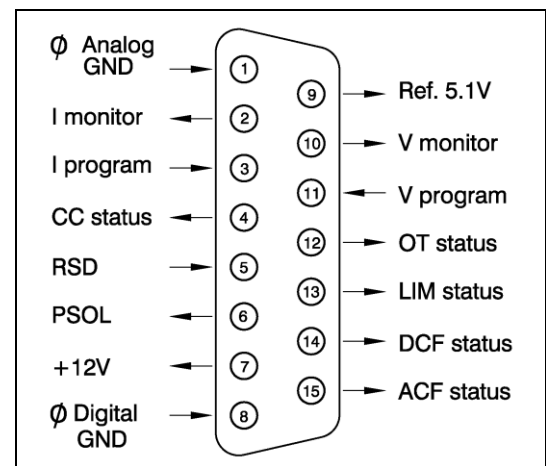 ϕ Analog
GND
1
I monitor
2
I program
3
CC status
4
RSD
5
PSOL
6
+12V
7
ϕ Digital
GND
8
9
Ref. 5.1V
10
V monitor
11
V program
12
OT status
13
LIM status
14
DCF status
15
ACF status